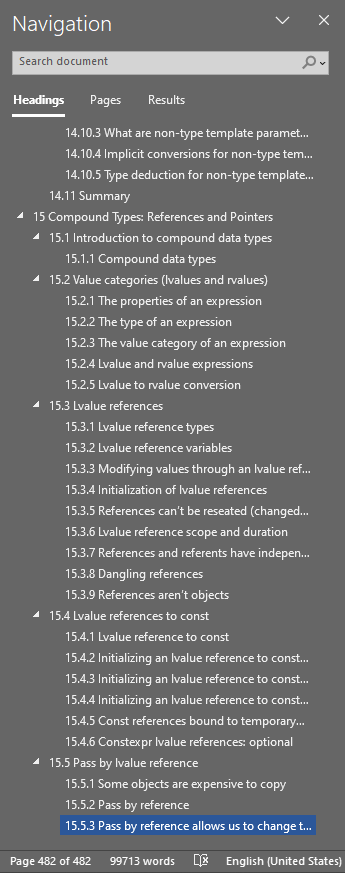 Navigation
Search document
Headings Pages Results
14.10.3 What are non-type template paramet...
14.10.4 Implicit conversions for non-type tem...
14.10.5 Type deduction for non-type template...
14.11 Summary
15 Compound Types: References and Pointers
15.1 Introduction to compound data types
15.1.1 Compound data types
15.2 Value categories (lvalues and rvalues)
15.2.1 The properties of an expression
15.2.2 The type of an expression
15.2.3 The value category of an expression
15.2.4 Lvalue and rvalue expressions
15.2.5 Lvalue to rvalue conversion
15.3 Lvalue references
15.3.1 Lvalue reference types
15.3.2 Lvalue reference variables
15.3.3 Modifying values through an lvalue ref...
15.3.4 Initialization of lvalue references
15.3.5 References can't be reseated (changed...
15.3.6 Lvalue reference scope and duration
15.3.7 References and referents have indepen...
15.3.8 Dangling references
15.3.9 References aren't objects
15.4 Lvalue references to const
15.4.1 Lvalue reference to const
15.4.2 Initializing an lvalue reference to const...
15.4.3 Initializing an lvalue reference to const...
15.4.4 Initializing an lvalue reference to const...
15.4.5 Const references bound to temporary...
15.4.6 Constexpr lvalue references: optional
15.5 Pass by lvalue reference
15.5.1 Some objects are expensive to copy
15.5.2 Pass by reference
15.5.3 Pass by reference allows us to change t...
Page 482 of 482 99713 words English (United States)